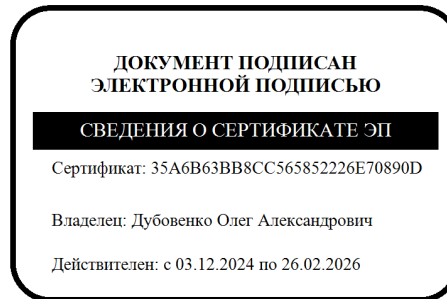 ДОКУМЕНТ ПОДПИСАН
ЭЛЕКТРОННОЙ ПОДПИСЬЮ
СВЕДЕНИЯ О СЕРТИФИКАТЕ ЭП
Сертификат: 35A6B63BB8CC565852226E70890D
Владелец: Дубовенко Олег Александрович
Действителен: с 03.12.2024 по 26.02.2026